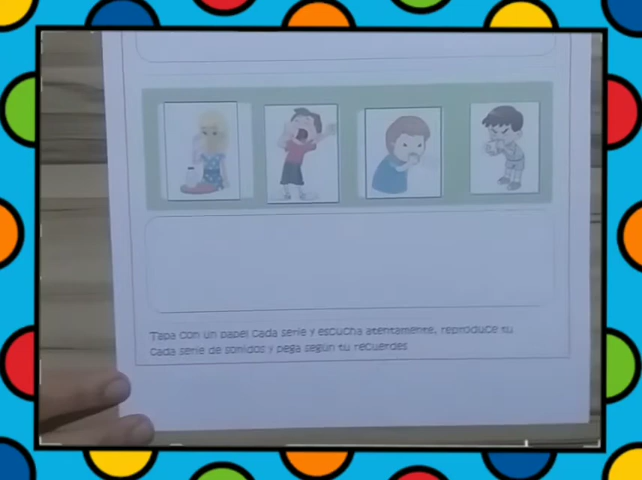 Tapa con un papel cada serie y escucha atentamente, reproduce tu
cada serie de sonidos y pega según tu recuerdes